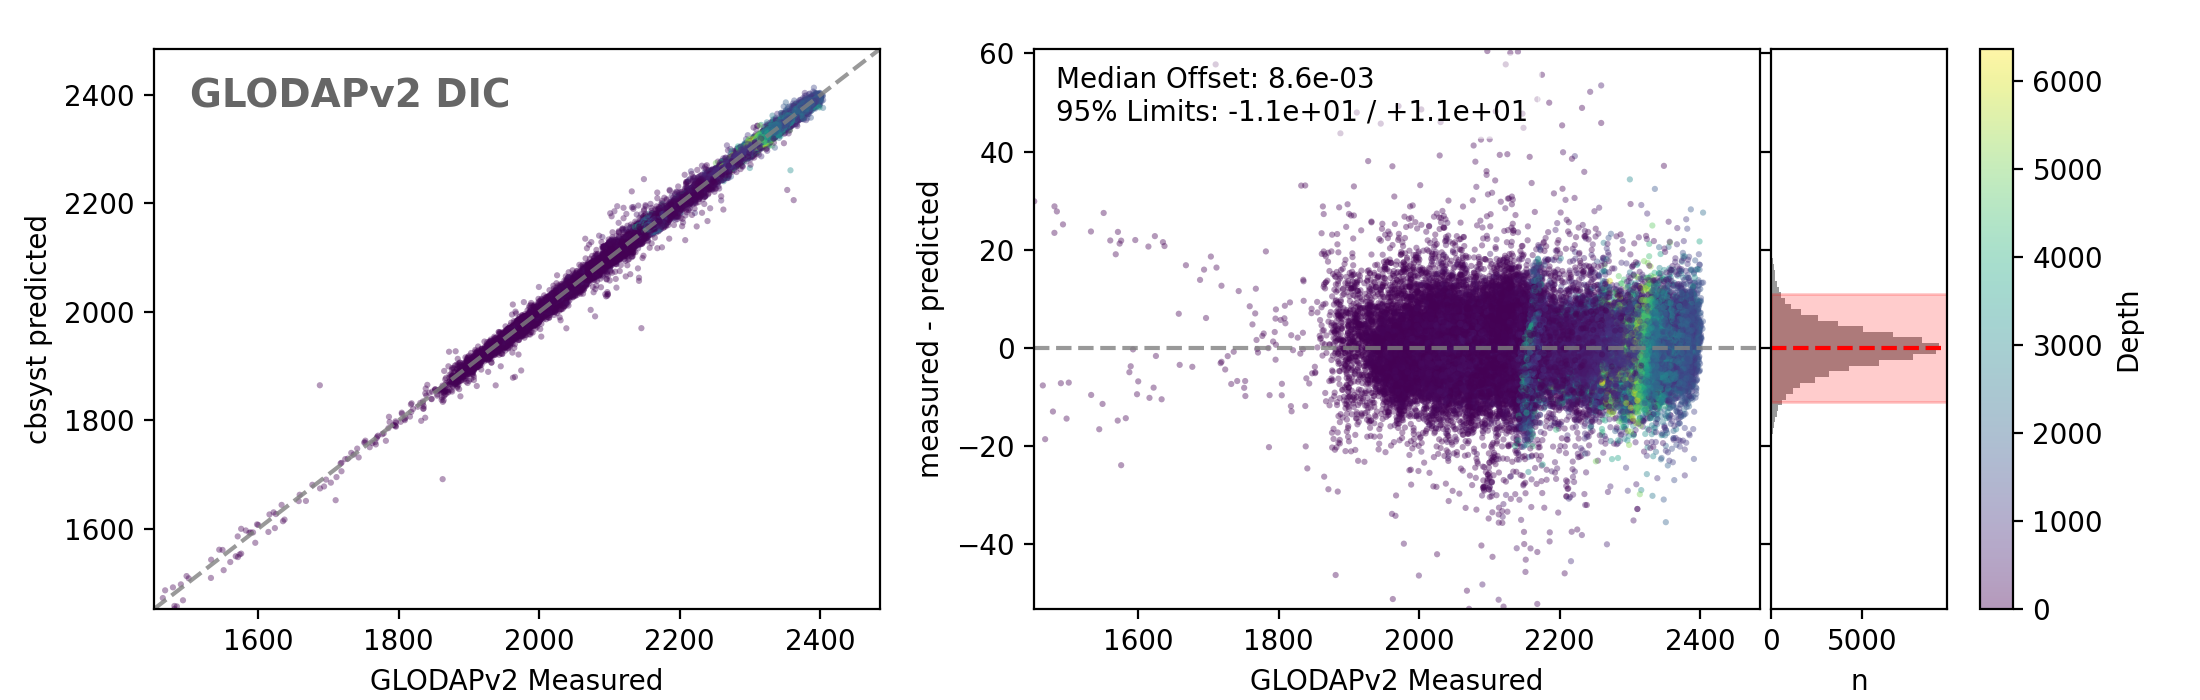 GLODAPv2 DIC
2400
2200
2000
1800
1600
cbsyst predicted
1600 1800 2000 2200 2400
GLODAPv2 Measured
Median Offset: 8.6e-03
95% Limits: -1.1e+01 / +1.1e+01
60
40
20
0
−20
−40
measured - predicted
1600 1800 2000 2200 2400
GLODAPv2 Measured
0 5000
n
6000
5000
4000
3000
2000
1000
0
Depth